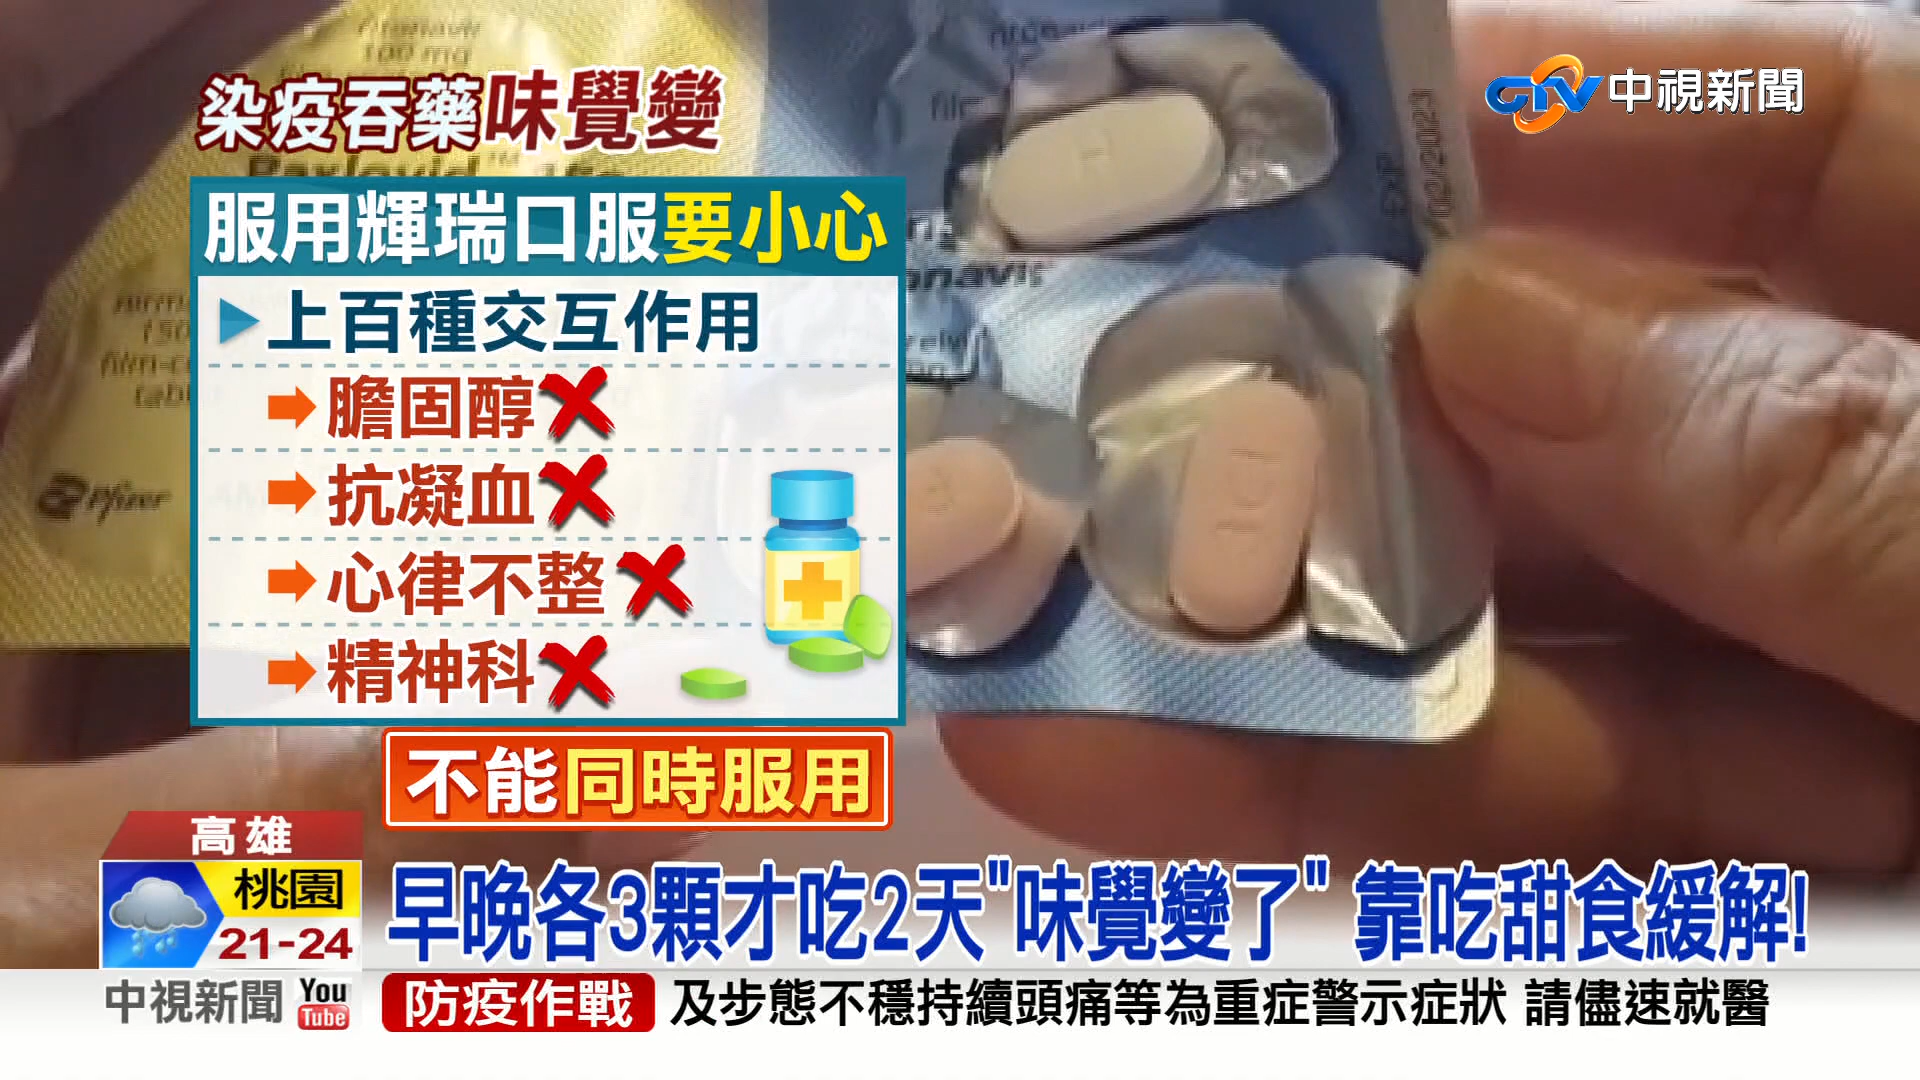 染疫吞藥味覺變
CTV 中視新聞
服用輝瑞口服要小心
上百種交互作用
膽固醇
抗凝血
心律不整
精神科
不能同時服用
100 mg
Pfizer
高雄
桃園
21-24
早晚各3顆才吃2天"味覺變了" 靠吃甜食緩解!
中視新聞 YouTube
防疫作戰 及步態不穩持續頭痛等為重症警示症狀 請儘速就醫